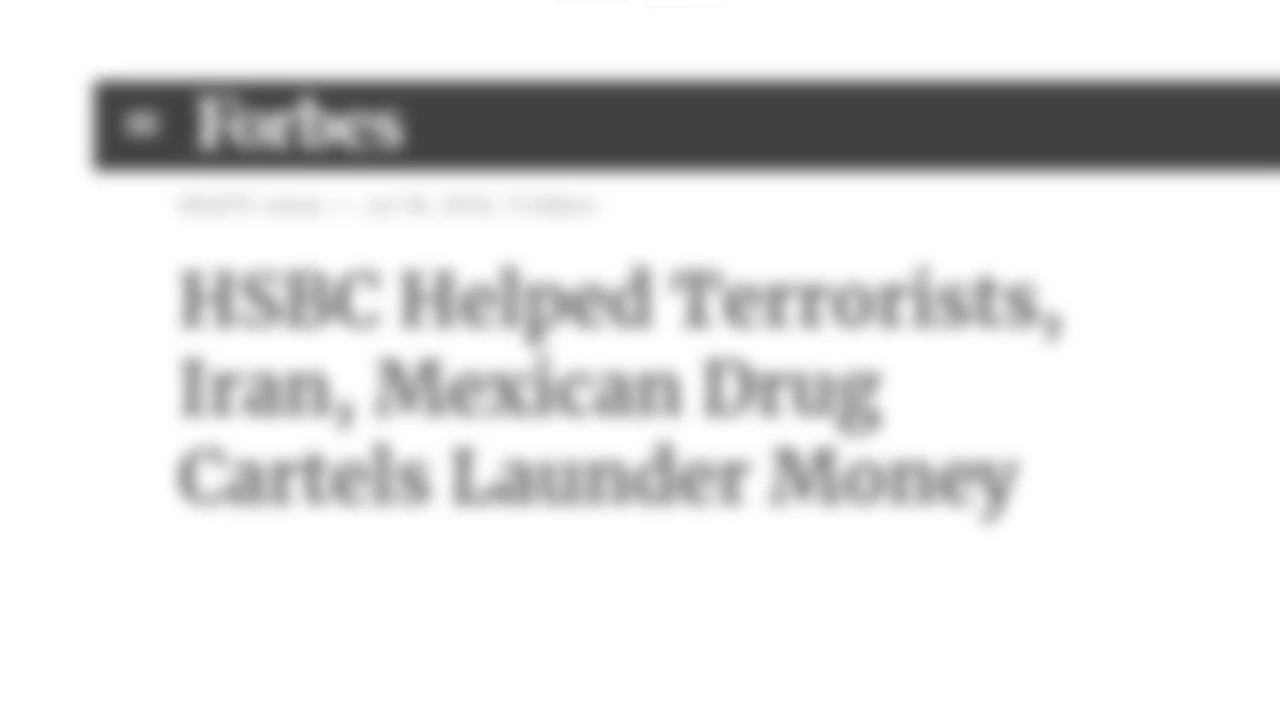 Forbes
HSBC Helped Terrorists,
Iran, Mexican Drug
Cartels Launder Money